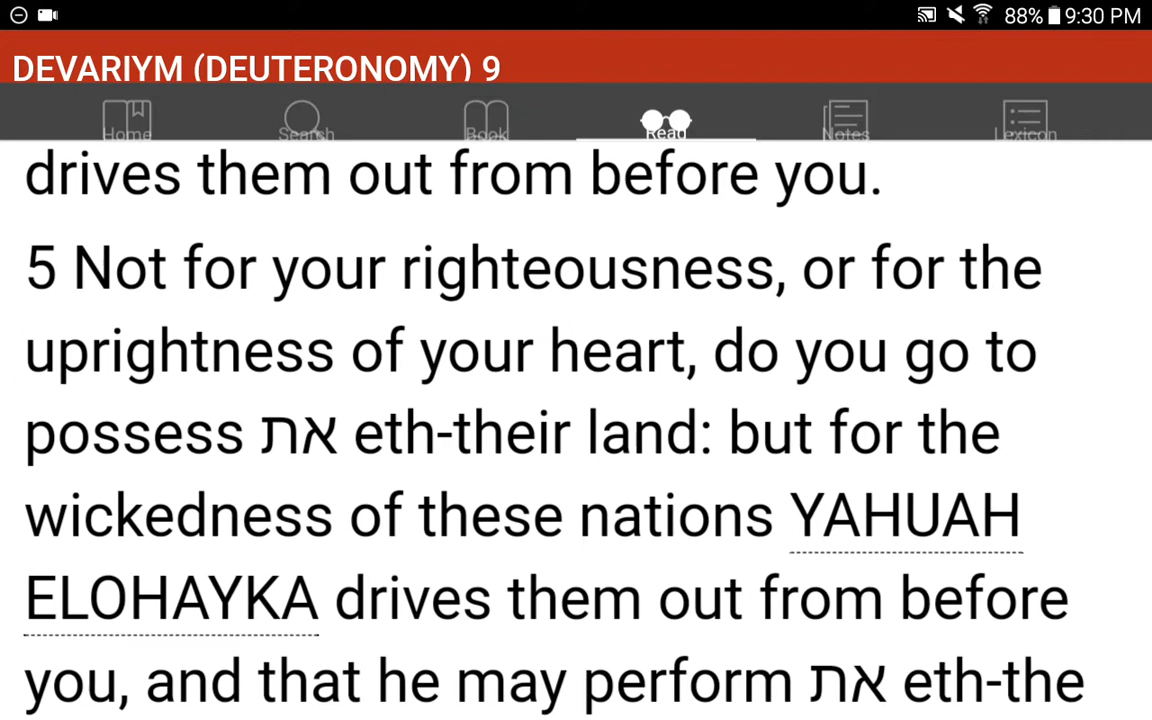 88% 9:30 PM
DEVARIYM (DEUTERONOMY) 9
Home Search Book Read Notes Lexicon
drives them out from before you.
5 Not for your righteousness, or for the
uprightness of your heart, do you go to
possess את eth-their land: but for the
wickedness of these nations YAHUAH
ELOHAYKA drives them out from before
you, and that he may perform את eth-the